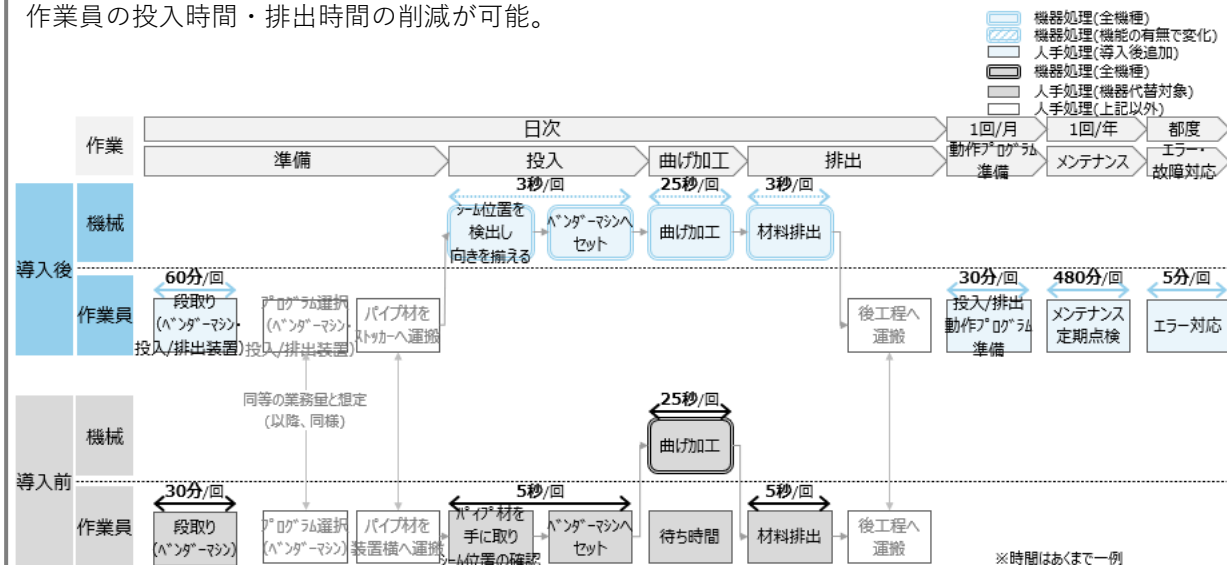 作業員の投入時間・排出時間の削減が可能。
機器処理(全機種)
機器処理(機能の有無で変化)
人手処理(導入後追加)
機器処理(全機種)
人手処理(機器代替対象)
人手処理(上記以外)
作業
日次
1回/月
1回/年
都度
準備
投入
曲げ加工
排出
動作ﾌﾟﾛｸﾞﾗﾑ
準備
メンテナンス
エラー・
故障対応
導入後
機械
3秒/回
25秒/回
3秒/回
ｼｰﾑ位置を
検出し
向きを揃える
ﾍﾞﾝﾀﾞｰﾏｼﾝへ
セット
曲げ加工
材料排出
作業員
60分/回
段取り
(ﾍﾞﾝﾀﾞｰﾏｼﾝ・
投入/排出装置)
ﾌﾟﾛｸﾞﾗﾑ選択
(ﾍﾞﾝﾀﾞｰﾏｼﾝ・
投入/排出装置)
パイプ材を
ｽﾄｯｶｰへ運搬
後工程へ
運搬
30分/回
投入/排出
動作ﾌﾟﾛｸﾞﾗﾑ
準備
480分/回
メンテナンス
定期点検
5分/回
エラー対応
同等の業務量と想定
(以降、同様)
導入前
機械
25秒/回
曲げ加工
作業員
30分/回
段取り
(ﾍﾞﾝﾀﾞｰﾏｼﾝ)
ﾌﾟﾛｸﾞﾗﾑ選択
(ﾍﾞﾝﾀﾞｰﾏｼﾝ)
パイプ材を
装置横へ運搬
5秒/回
ﾊﾟｲﾌﾟ材を
手に取り
ｼｰﾑ位置の確認
ﾍﾞﾝﾀﾞｰﾏｼﾝへ
セット
待ち時間
5秒/回
材料排出
後工程へ
運搬
※時間はあくまで一例